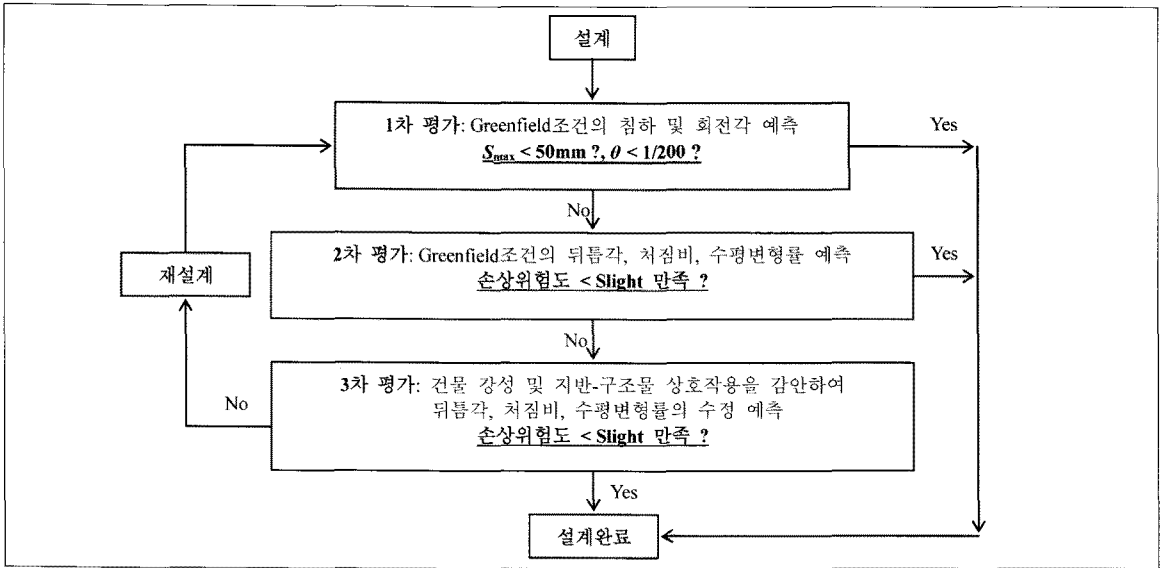 설계
1차 평가: Greenfield조건의 침하 및 회전각 예측
Smax < 50mm ?, θ < 1/200 ?
Yes
No
2차 평가: Greenfield조건의 뒤틈각, 처짐비, 수평변형률 예측
손상위험도 < Slight 만족 ?
Yes
재설계
No
3차 평가: 건물 강성 및 지반-구조물 상호작용을 감안하여
뒤틈각, 처짐비, 수평변형률의 수정 예측
손상위험도 < Slight 만족 ?
No
Yes
설계완료